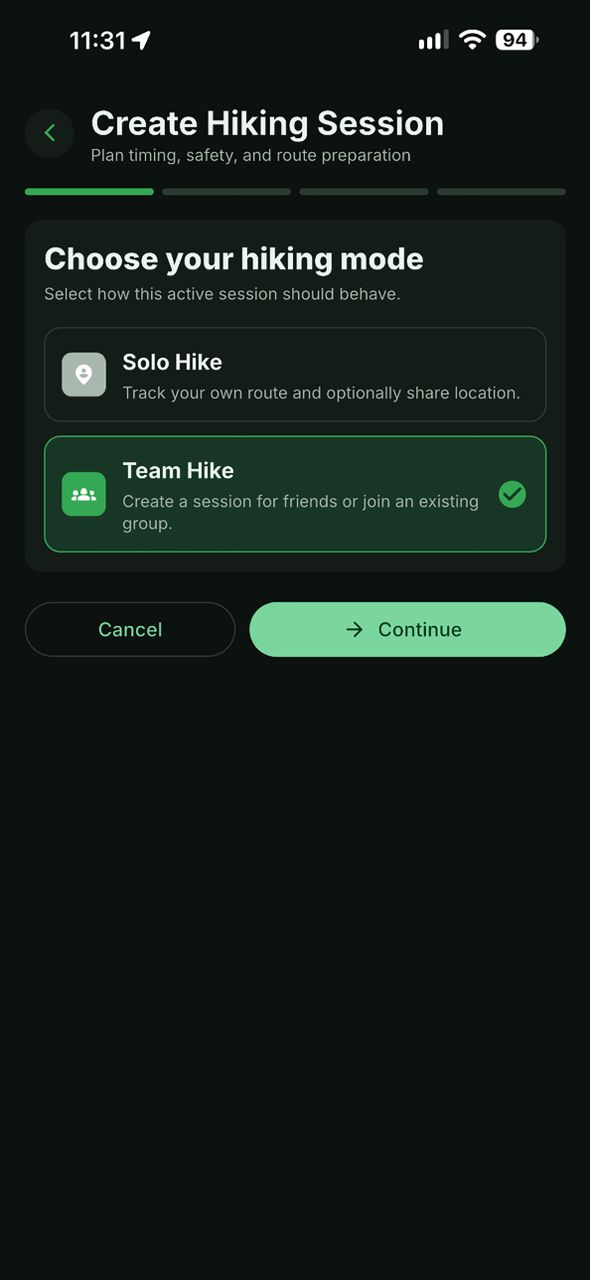 11:31
94
Create Hiking Session
Plan timing, safety, and route preparation
Choose your hiking mode
Select how this active session should behave.
Solo Hike
Track your own route and optionally share location.
Team Hike
Create a session for friends or join an existing
group.
Cancel
Continue